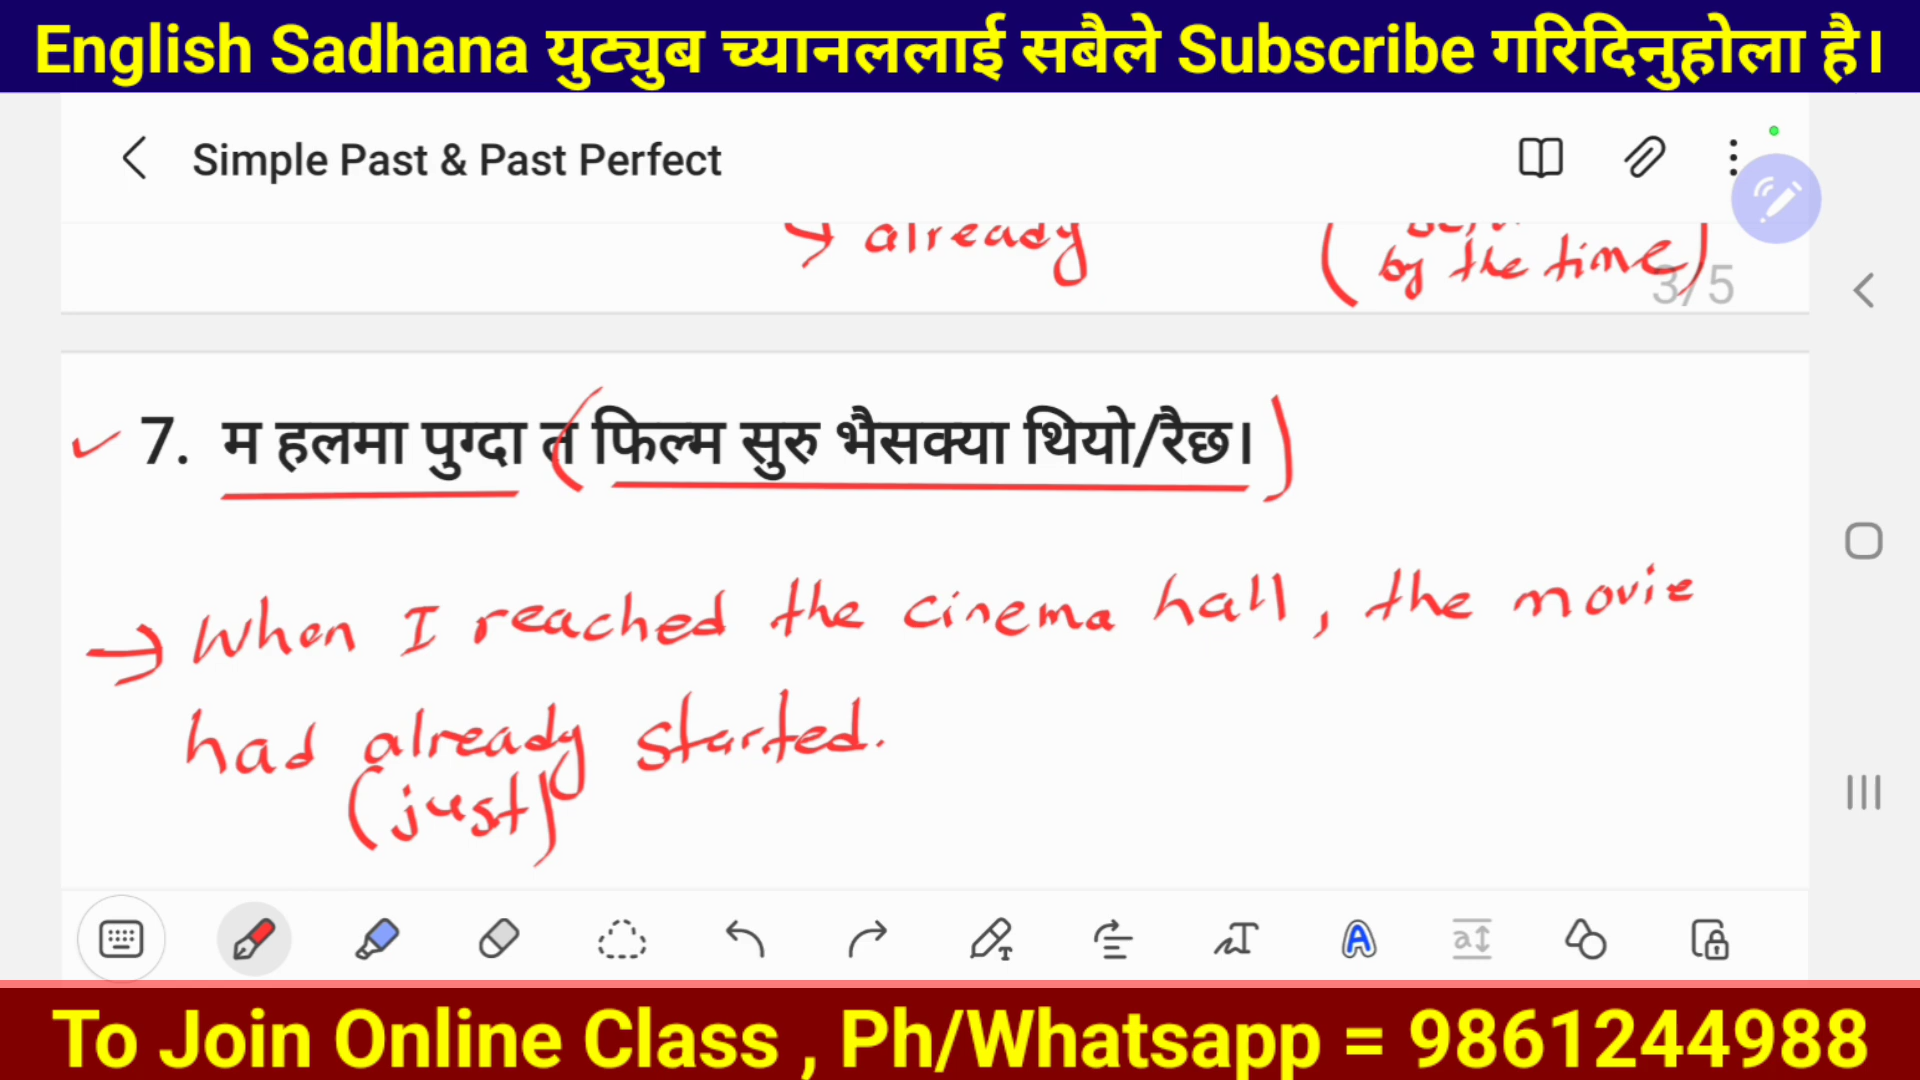 English Sadhana युट्युब च्यानललाई सबैले Subscribe गरिदिनुहोला है।
Simple Past & Past Perfect
→ already
(
by the time)
3/5
7. म हलमा पुग्दा त (फिल्म सुरु भैसक्या थियो/रैछ।)
→ When I reached the cinema hall, the movie
had already started.
(just)
To Join Online Class , Ph/Whatsapp = 9861244988